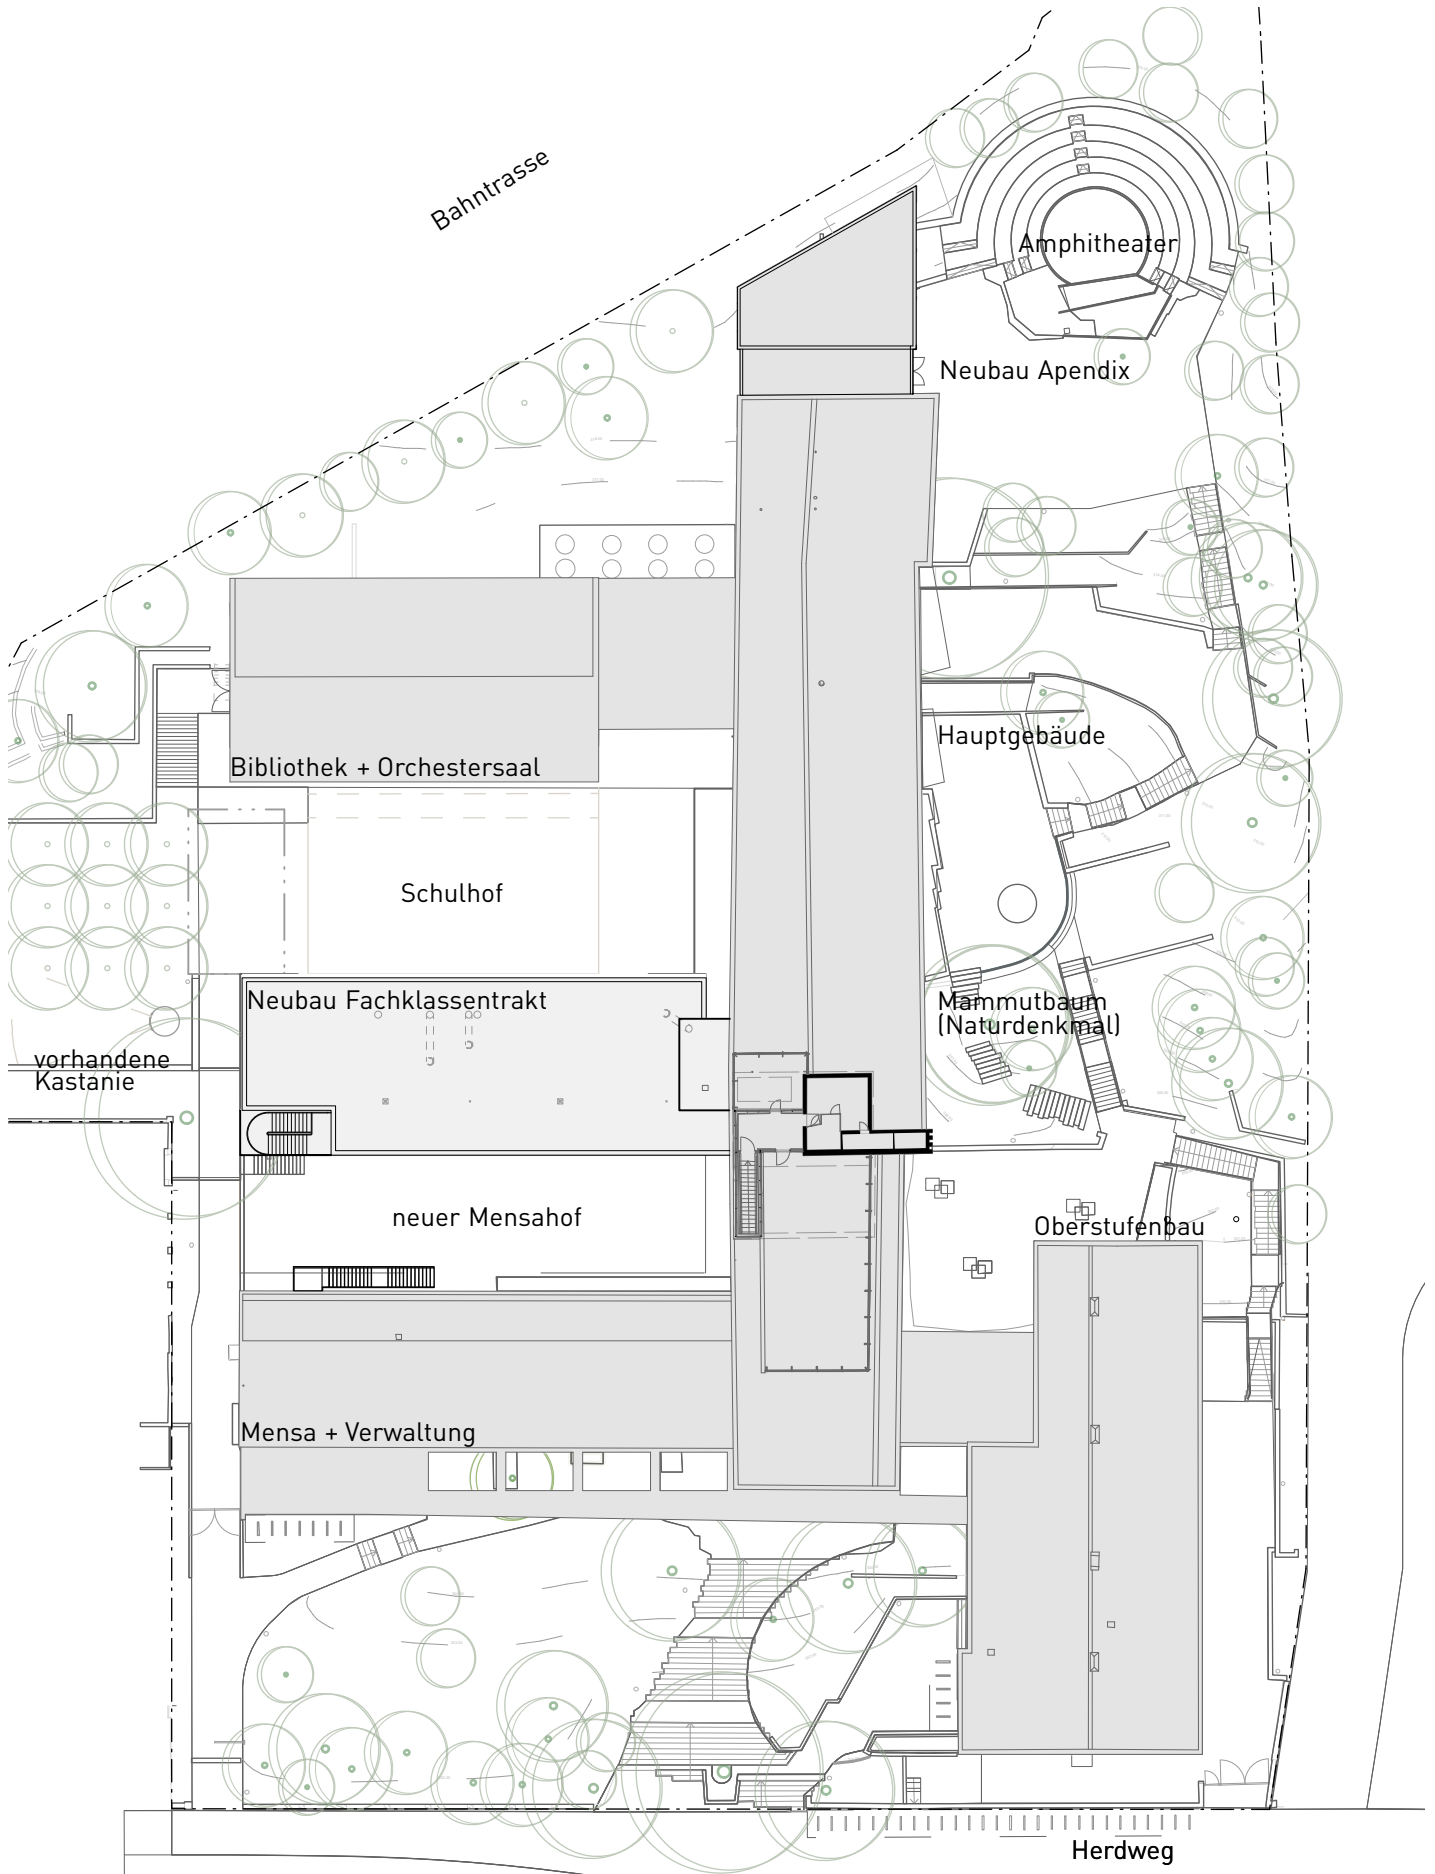 Bahntrasse
Amphitheater
Neubau Apendix
Hauptgebäude
Bibliothek + Orchestersaal
Schulhof
Neubau Fachklassentrakt
Mammutbaum
(Naturdenkmal)
vorhandene
Kastanie
neuer Mensahof
Oberstufenbau
Mensa + Verwaltung
Herdweg